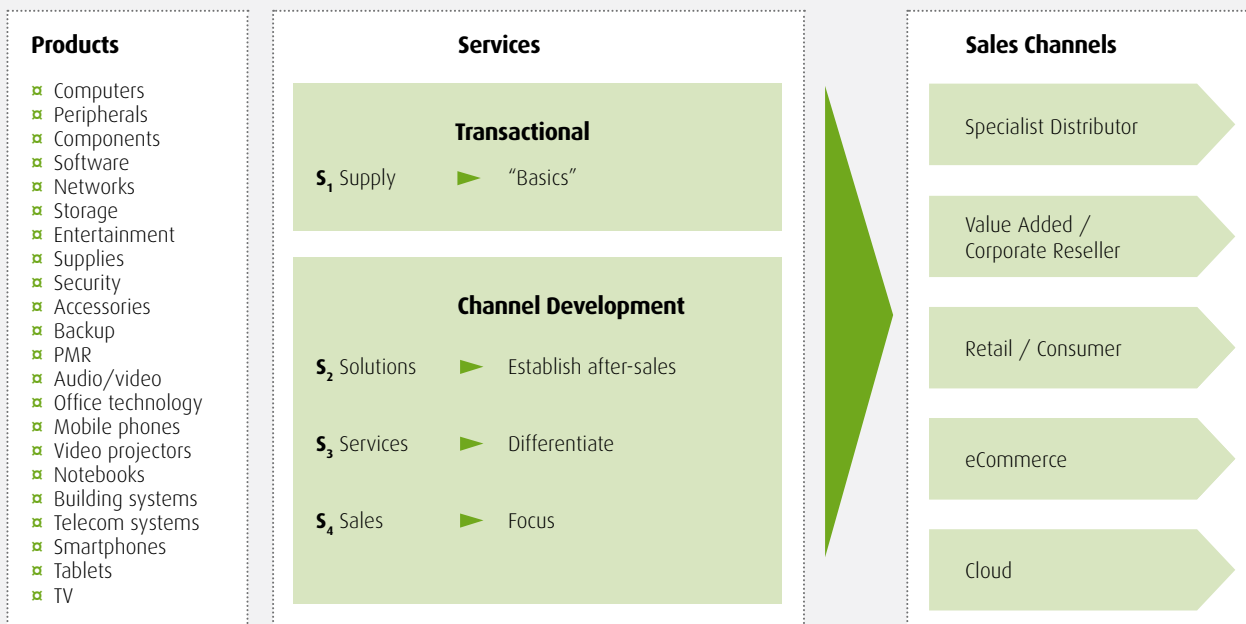 Products
Computers
Peripherals
Components
Software
Networks
Storage
Entertainment
Supplies
Security
Accessories
Backup
PMR
Audio/video
Office technology
Mobile phones
Video projectors
Notebooks
Building systems
Telecom systems
Smartphones
Tablets
TV
Services
Transactional
S1 Supply ► “Basics”
Channel Development
S2 Solutions ► Establish after-sales
S3 Services ► Differentiate
S4 Sales ► Focus
Sales Channels
Specialist Distributor
Value Added /
Corporate Reseller
Retail / Consumer
eCommerce
Cloud